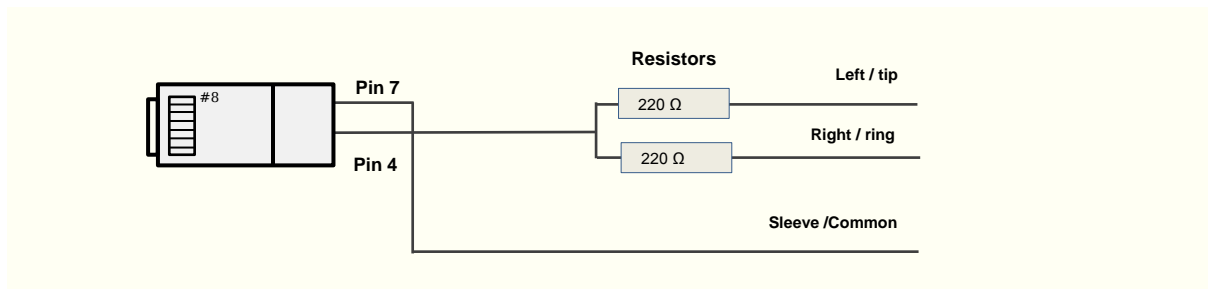 Resistors
Left / tip
Pin 7
#8
220 Ω
Right / ring
220 Ω
Pin 4
Sleeve /Common